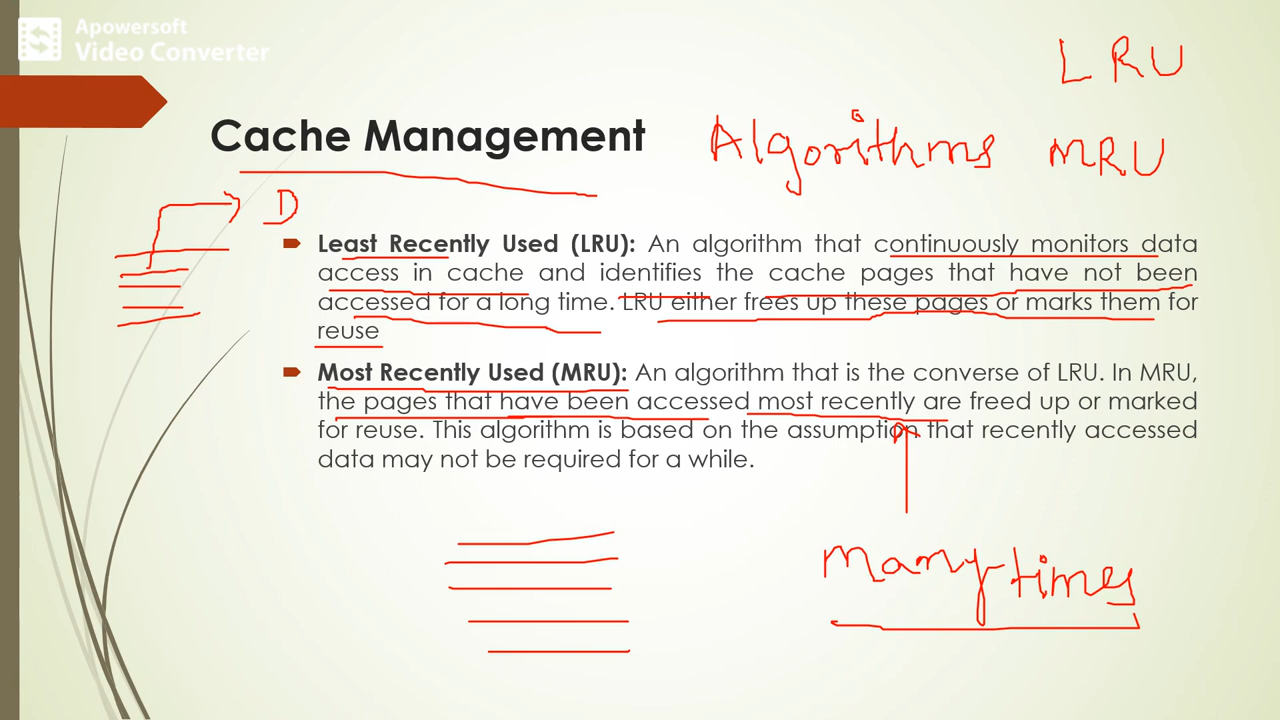 Apowersoft
Video Converter
L R U
Cache Management
Algorithms
MRU
D
Least Recently Used (LRU): An algorithm that continuously monitors data
access in cache and identifies the cache pages that have not been
accessed for a long time. LRU either frees up these pages or marks them for
reuse
Most Recently Used (MRU): An algorithm that is the converse of LRU. In MRU,
the pages that have been accessed most recently are freed up or marked
for reuse. This algorithm is based on the assumption that recently accessed
data may not be required for a while.
many times